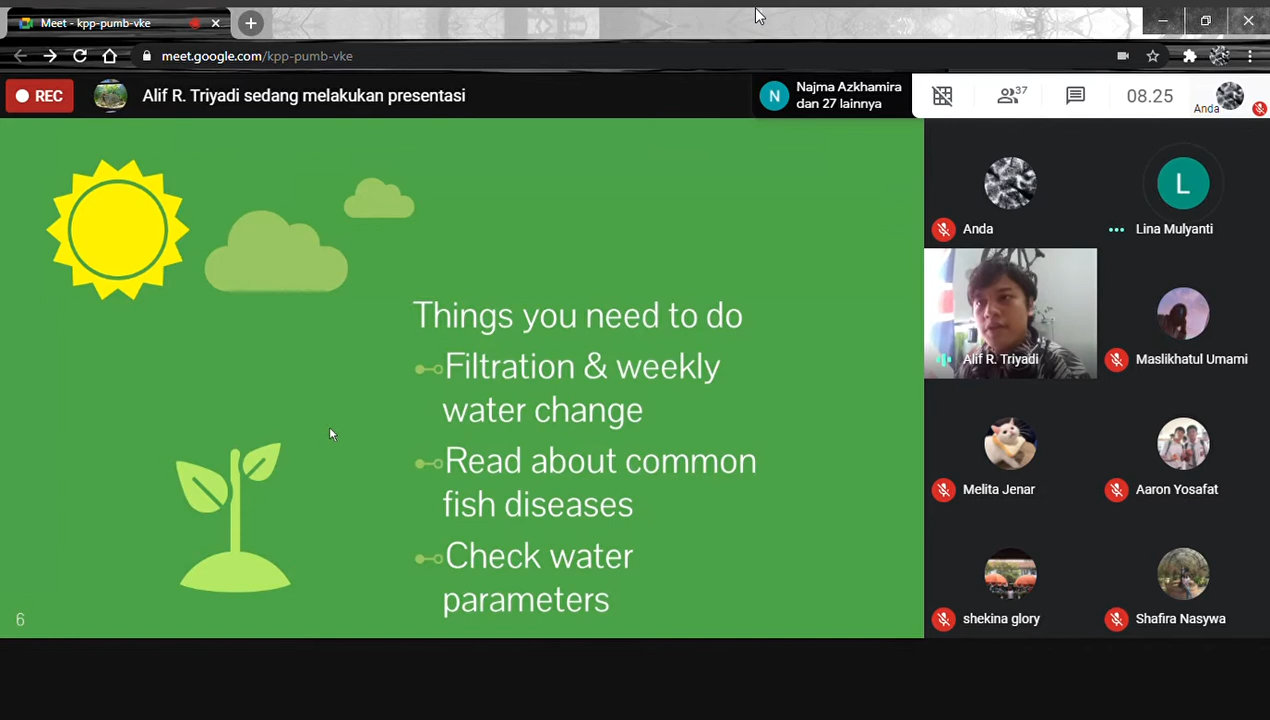 Meet - kpp-pumb-vke
meet.google.com/kpp-pumb-vke
REC
Alif R. Triyadi sedang melakukan presentasi
N
Najma Azkhamira
dan 27 lainnya
37
08.25
Anda
Things you need to do
Filtration & weekly
water change
Read about common
fish diseases
Check water
parameters
6
Anda
L
Lina Mulyanti
Alif R. Triyadi
Maslikhatul Umami
Melita Jenar
Aaron Yosafat
shekina glory
Shafira Nasywa